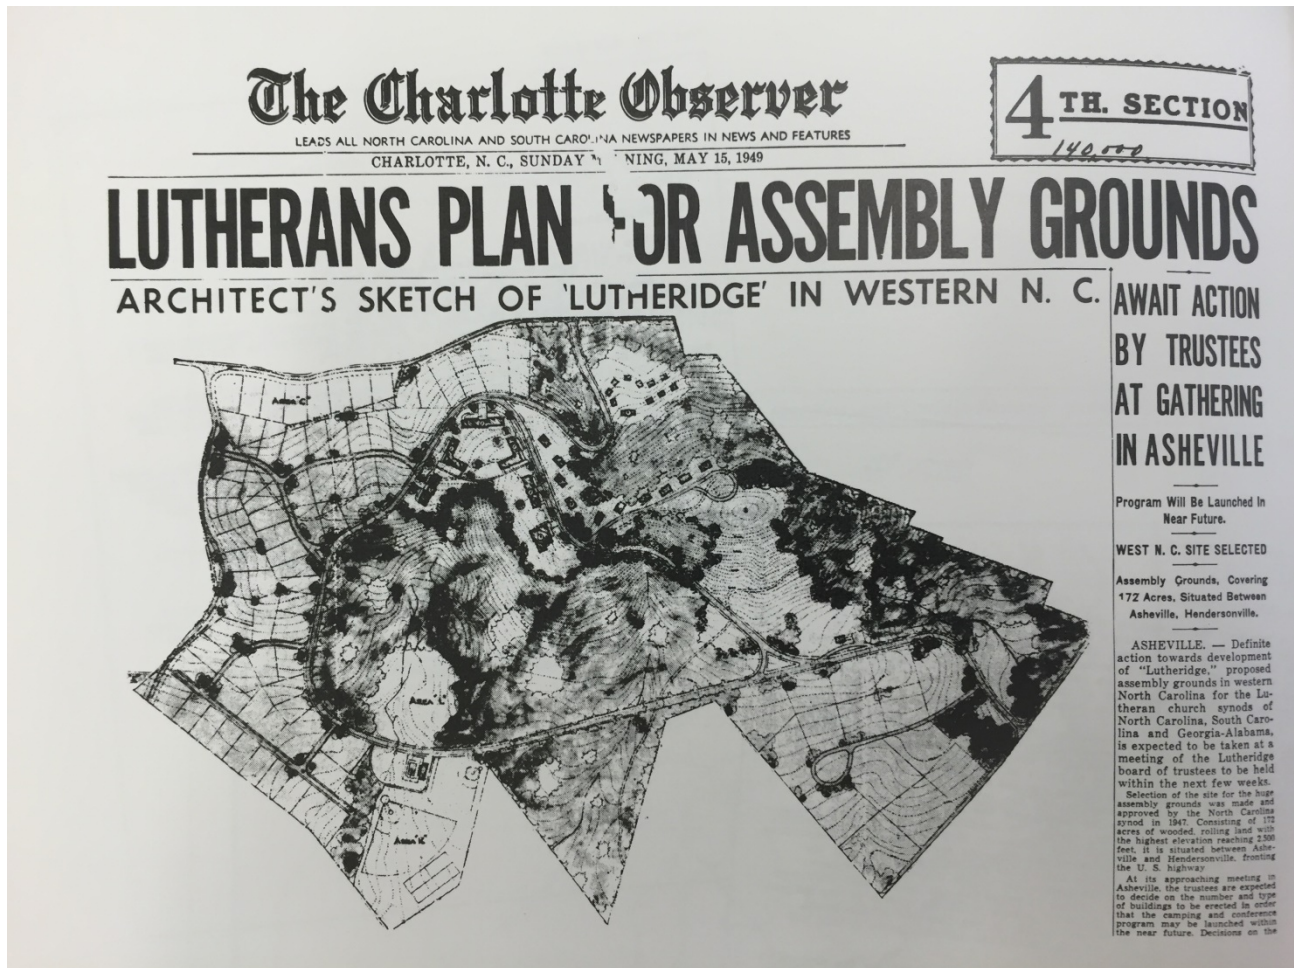 The Charlotte Observer
LEADS ALL NORTH CAROLINA AND SOUTH CAROLINA NEWSPAPERS IN NEWS AND FEATURES
CHARLOTTE, N. C., SUNDAY NING, MAY 15, 1949
4TH. SECTION
140,000
LUTHERANS PLAN FOR ASSEMBLY GROUNDS
ARCHITECT'S SKETCH OF 'LUTHERIDGE' IN WESTERN N. C.
AREA "C"
AREA "L"
AREA "K"
AWAIT ACTION
BY TRUSTEES
AT GATHERING
IN ASHEVILLE
Program Will Be Launched In
Near Future.
WEST N. C. SITE SELECTED
Assembly Grounds, Covering
172 Acres, Situated Between
Asheville, Hendersonville.
ASHEVILLE. — Definite
action towards development
of "Lutheridge," proposed
assembly grounds in western
North Carolina for the Lu-
theran church synods of
North Carolina, South Caro-
lina and Georgia-Alabama,
is expected to be taken at a
meeting of the Lutheridge
board of trustees to be held
within the next few weeks.
Selection of the site for the huge
assembly grounds was made and
approved by the North Carolina
synod in 1947. Consisting of 172
acres of wooded, rolling land with
the highest elevation reaching 2,500
feet, it is situated between Ashe-
ville and Hendersonville, fronting
the U. S. highway
At its approaching meeting in
Asheville, the trustees are expected
to decide on the number and type
of buildings to be erected in order
that the camping and conference
program may be launched within
the near future. Decisions on the